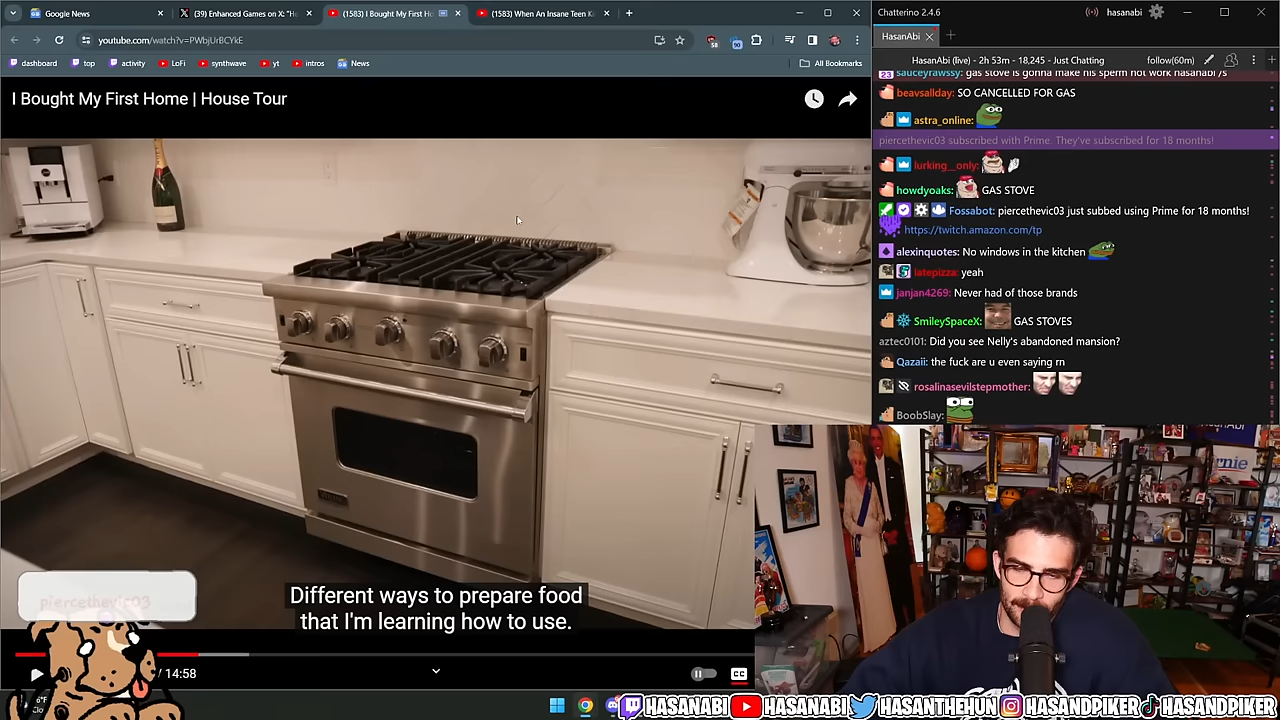 Google News
(39) Enhanced Games on X: "H
(1583) I Bought My First H
(1583) When An Insane Teen K
youtube.com/watch?v=PWbjUrBCYkE
dashboard
top
activity
LoFi
synthwave
yt
intros
News
All Bookmarks
I Bought My First Home | House Tour
Different ways to prepare food
that I'm learning how to use.
piercethevic03
/ 14:58
CC
Chatterino 2.4.6
hasanabi
HasanAbi
HasanAbi (live) - 2h 53m - 18,245 - Just Chatting
follow(60m)
23 sauceyrawssy: gas stove is gonna make his sperm not work hasanabi /s
beavsallday: SO CANCELLED FOR GAS
astra_online:
piercethevic03 subscribed with Prime. They've subscribed for 18 months!
lurking__only:
howdyoaks: GAS STOVE
Fossabot: piercethevic03 just subbed using Prime for 18 months!
https://twitch.amazon.com/tp
alexinquotes: No windows in the kitchen
latepizza: yeah
janjan4269: Never had of those brands
SmileySpaceX: GAS STOVES
aztec0101: Did you see Nelly's abandoned mansion?
Qazaii: the fuck are u even saying rn
rosalinasevilstepmother:
BoobSlay:
ernie
HASANABI
HASANABI
HASANTHEHUN
HASANDPIKER
HASANDPIKER